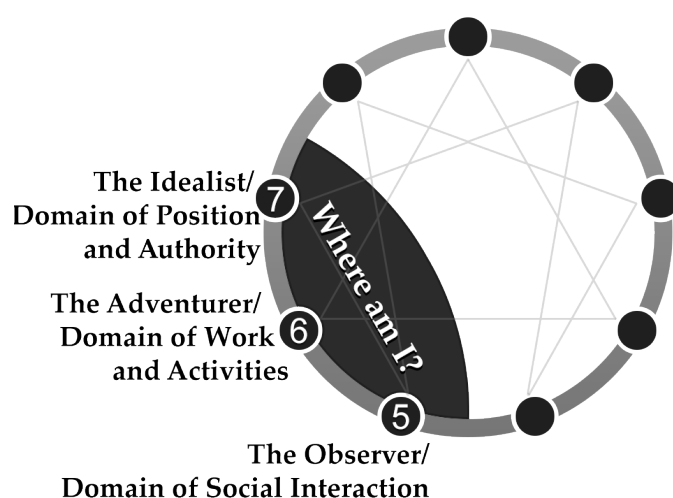 The Idealist/
7
Domain of Position
and Authority
Where am I?
The Adventurer/
6
Domain of Work
and Activities
5
The Observer/
Domain of Social Interaction